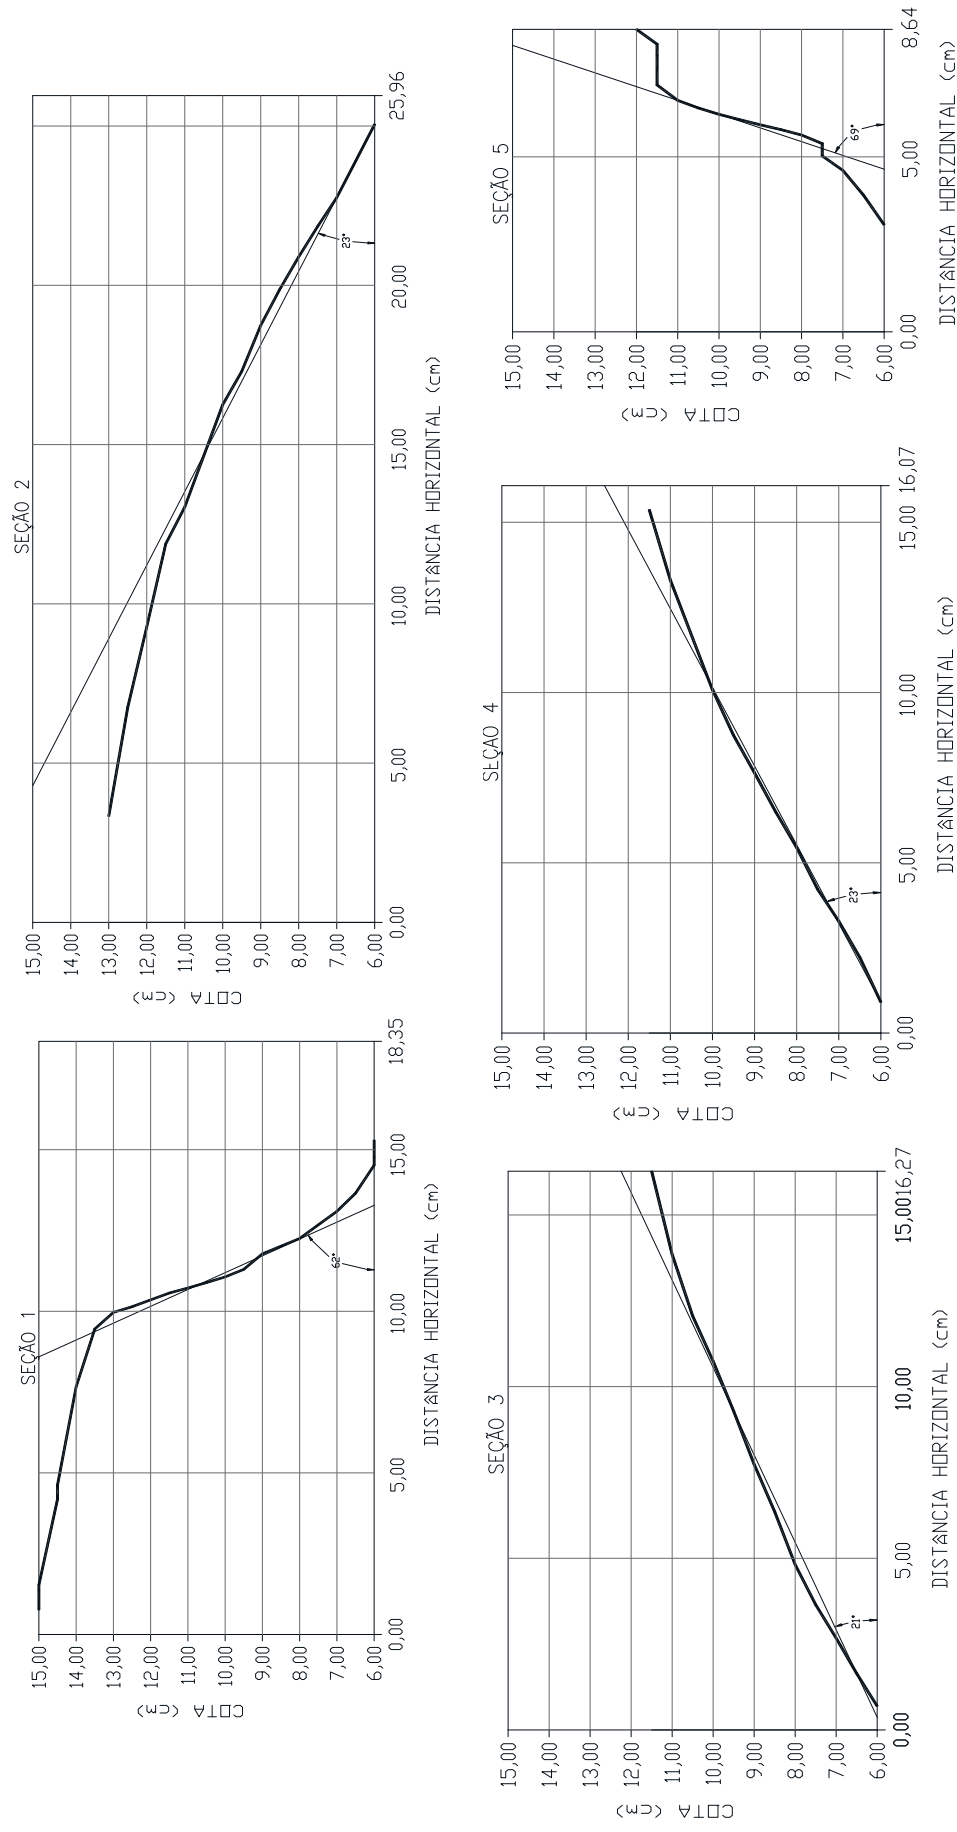 SEÇÃO 1
COTA (cm)
15,00
14,00
13,00
12,00
11,00
10,00
9,00
8,00
7,00
6,00
62°
0,00 5,00 10,00 15,00 18,35
DISTÂNCIA HORIZONTAL (cm)
SEÇÃO 2
COTA (cm)
15,00
14,00
13,00
12,00
11,00
10,00
9,00
8,00
7,00
6,00
23°
0,00 5,00 10,00 15,00 20,00 25,96
DISTÂNCIA HORIZONTAL (cm)
SEÇÃO 3
COTA (cm)
15,00
14,00
13,00
12,00
11,00
10,00
9,00
8,00
7,00
6,00
21°
0,00 5,00 10,00 15,00 16,27
DISTÂNCIA HORIZONTAL (cm)
SEÇÃO 4
COTA (cm)
15,00
14,00
13,00
12,00
11,00
10,00
9,00
8,00
7,00
6,00
23°
0,00 5,00 10,00 15,00 16,07
DISTÂNCIA HORIZONTAL (cm)
SEÇÃO 5
COTA (cm)
15,00
14,00
13,00
12,00
11,00
10,00
9,00
8,00
7,00
6,00
69°
0,00 5,00 8,64
DISTÂNCIA HORIZONTAL (cm)